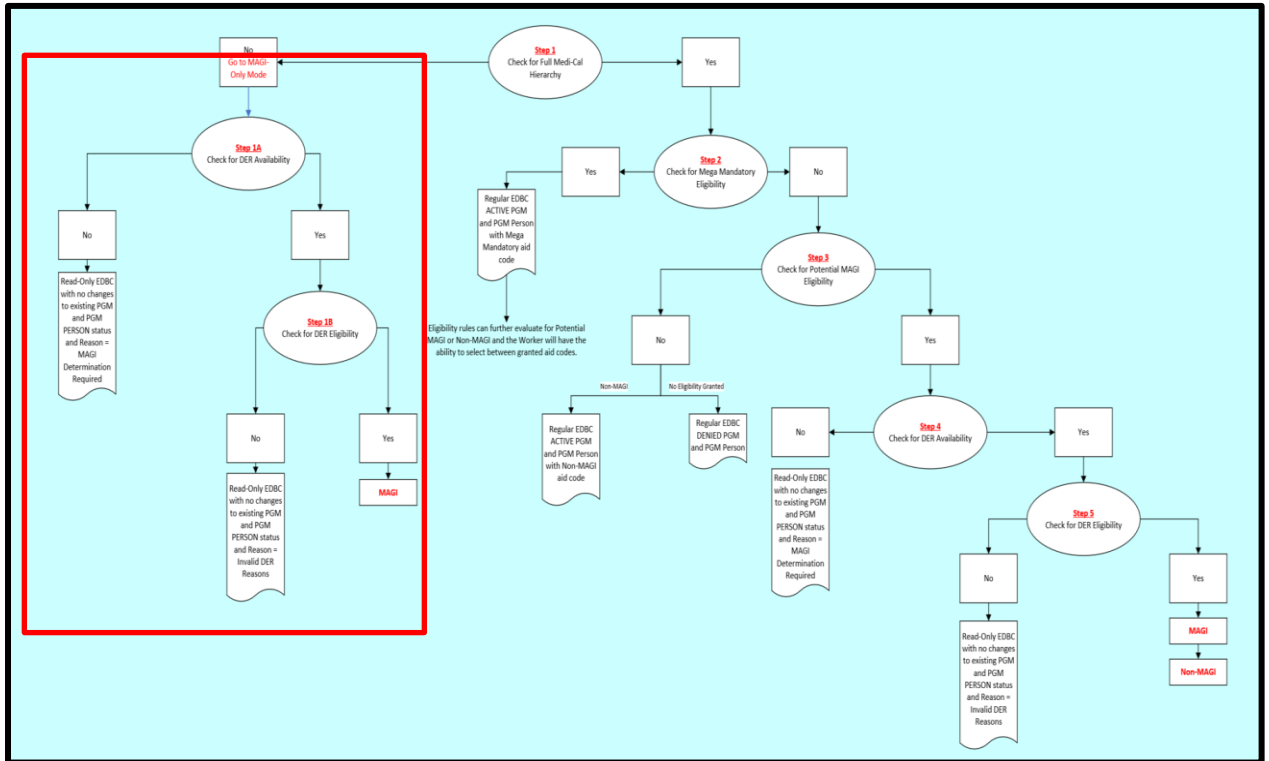 No
Go to MAGI-
Only Mode
Step 1
Check for Full Medi-Cal
Hierarchy
Yes
Step 1A
Check for DER Availability
No
Yes
Read-Only EDBC
with no changes
to existing PGM
and PGM
PERSON status
and Reason =
MAGI
Determination
Required
Step 1B
Check for DER Eligibility
No
Yes
Read-Only EDBC
with no changes
to existing PGM
and PGM
PERSON status
and Reason =
Invalid DER
Reasons
MAGI
Step 2
Check for Mega Mandatory
Eligibility
Yes
No
Regular EDBC
ACTIVE PGM
and PGM Person
with Mega
Mandatory aid
code
Eligibility rules can further evaluate for Potential
MAGI or Non-MAGI and the Worker will have the
ability to select between granted aid codes.
Step 3
Check for Potential MAGI
Eligibility
No
Yes
Non-MAGI
No Eligibility Granted
Regular EDBC
ACTIVE PGM
and PGM Person
with Non-MAGI
aid code
Regular EDBC
DENIED PGM
and PGM Person
Step 4
Check for DER Availability
No
Yes
Read-Only EDBC
with no changes
to existing PGM
and PGM
PERSON status
and Reason =
MAGI
Determination
Required
Step 5
Check for DER Eligibility
No
Yes
Read-Only EDBC
with no changes
to existing PGM
and PGM
PERSON status
and Reason =
Invalid DER
Reasons
MAGI
Non-MAGI